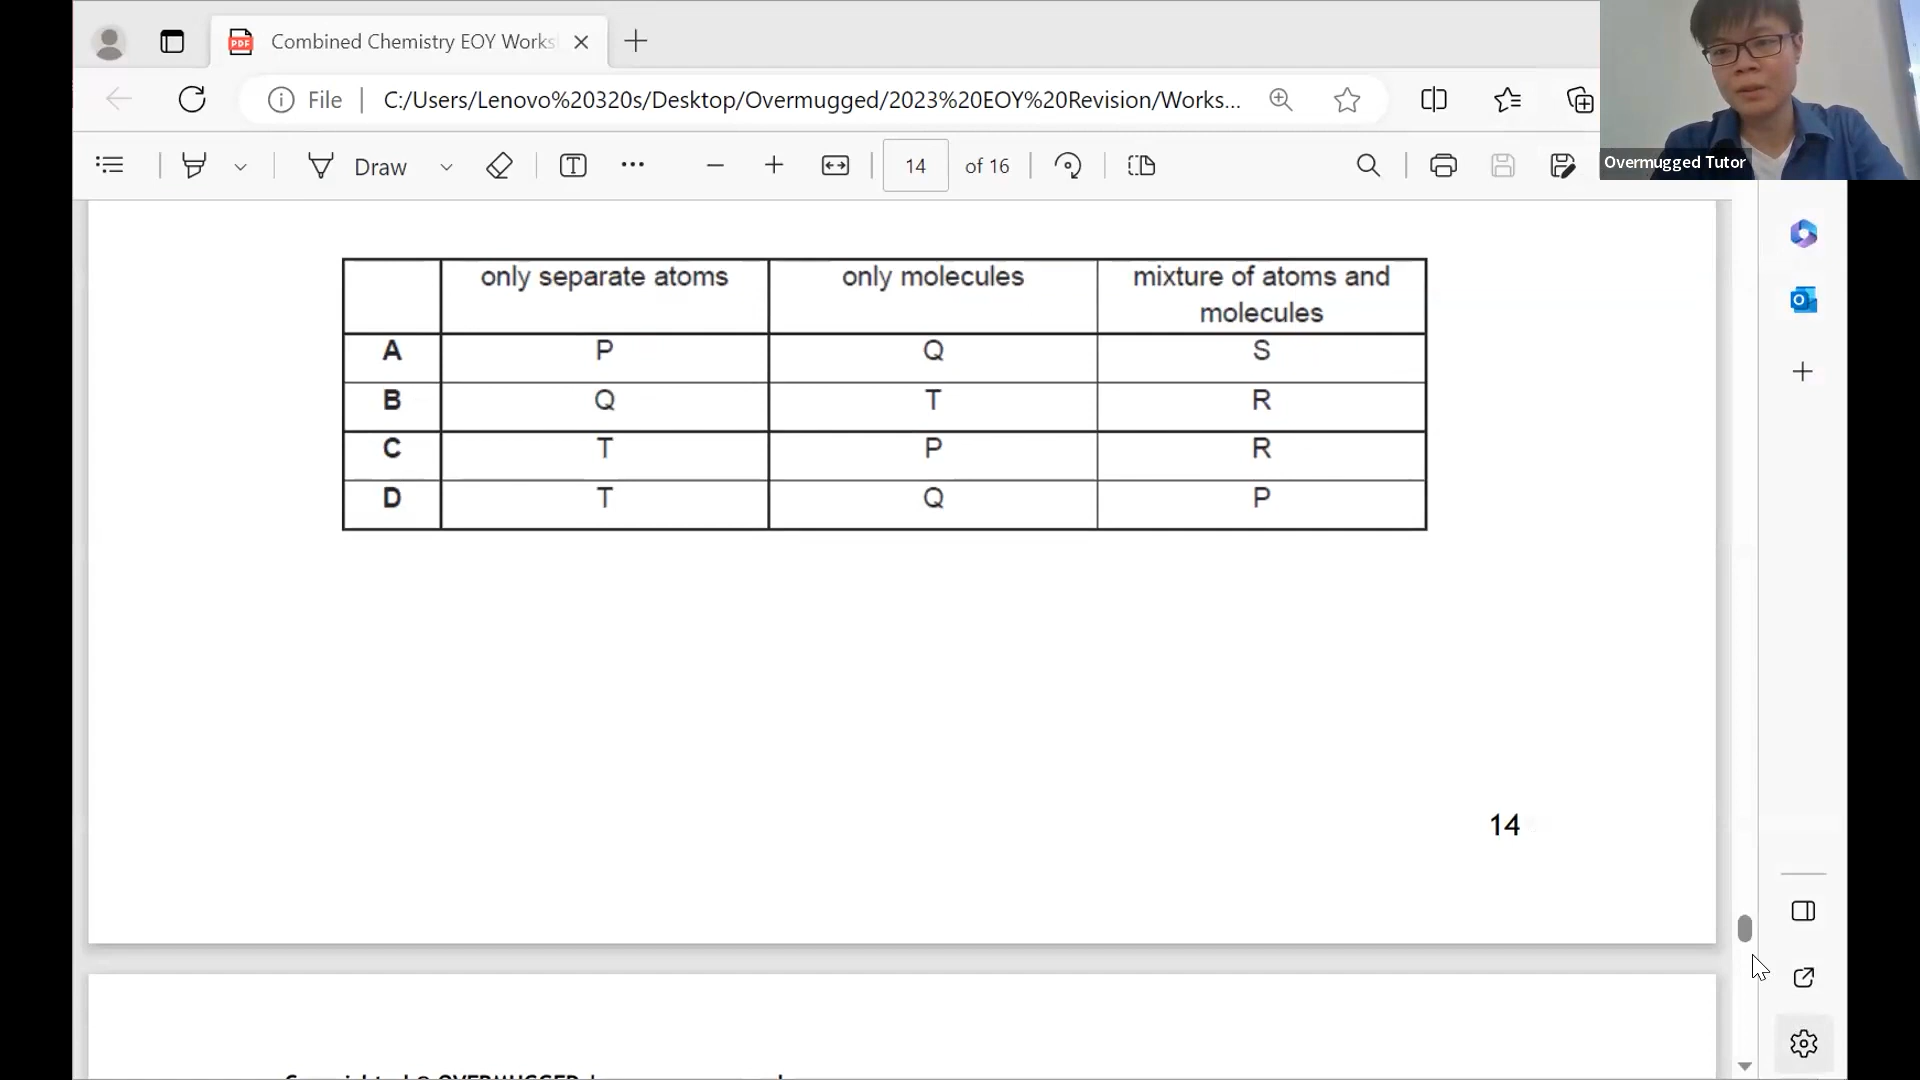 Combined Chemistry EOY Works
File
C:/Users/Lenovo%20320s/Desktop/Overmugged/2023%20EOY%20Revision/Works...
Draw
14 of 16
Overmugged Tutor
only separate atoms
only molecules
mixture of atoms and
molecules
A P Q S
B Q T R
C T P R
D T Q P
14